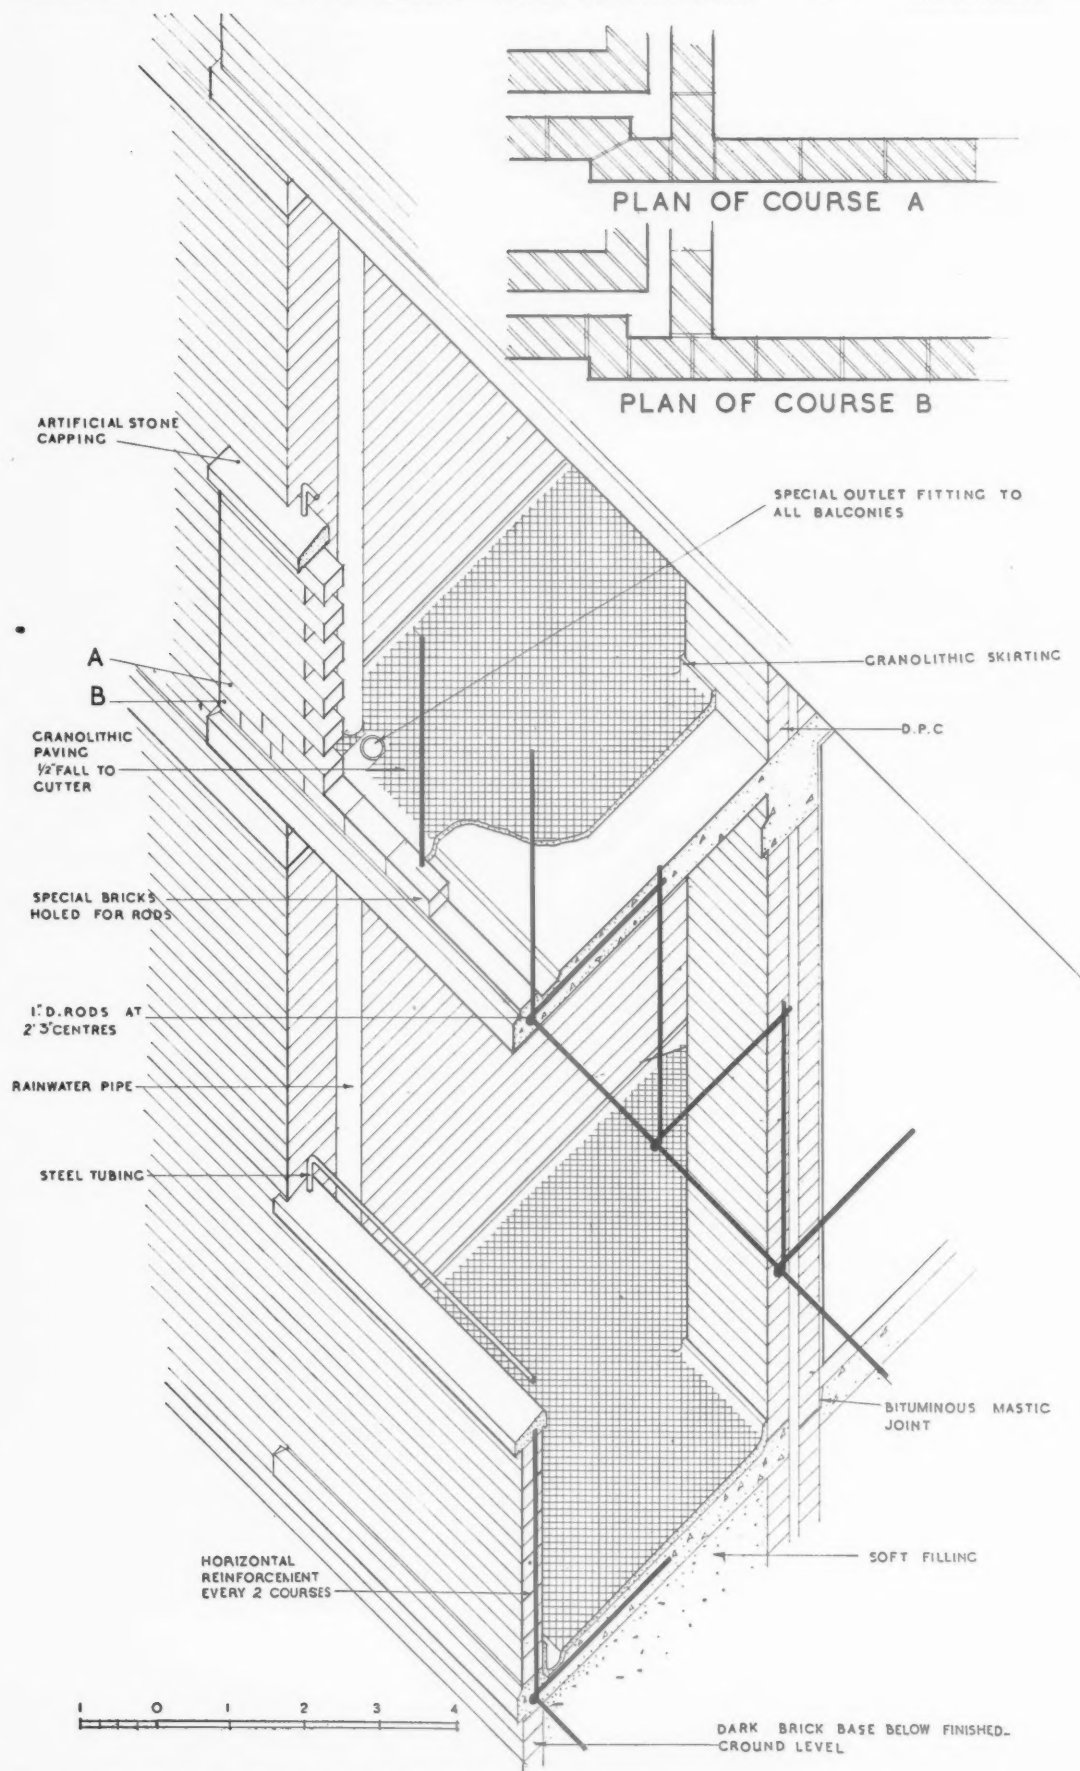 PLAN OF COURSE A
PLAN OF COURSE B
ARTIFICIAL STONE
CAPPING
SPECIAL OUTLET FITTING TO
ALL BALCONIES
A
B
GRANOLITHIC SKIRTING
D.P.C
GRANOLITHIC
PAVING
½" FALL TO
GUTTER
SPECIAL BRICKS
HOLED FOR RODS
1" D. RODS AT
2' 3" CENTRES
RAINWATER PIPE
STEEL TUBING
BITUMINOUS MASTIC
JOINT
HORIZONTAL
REINFORCEMENT
EVERY 2 COURSES
SOFT FILLING
1 0 1 2 3 4
DARK BRICK BASE BELOW FINISHED_
GROUND LEVEL